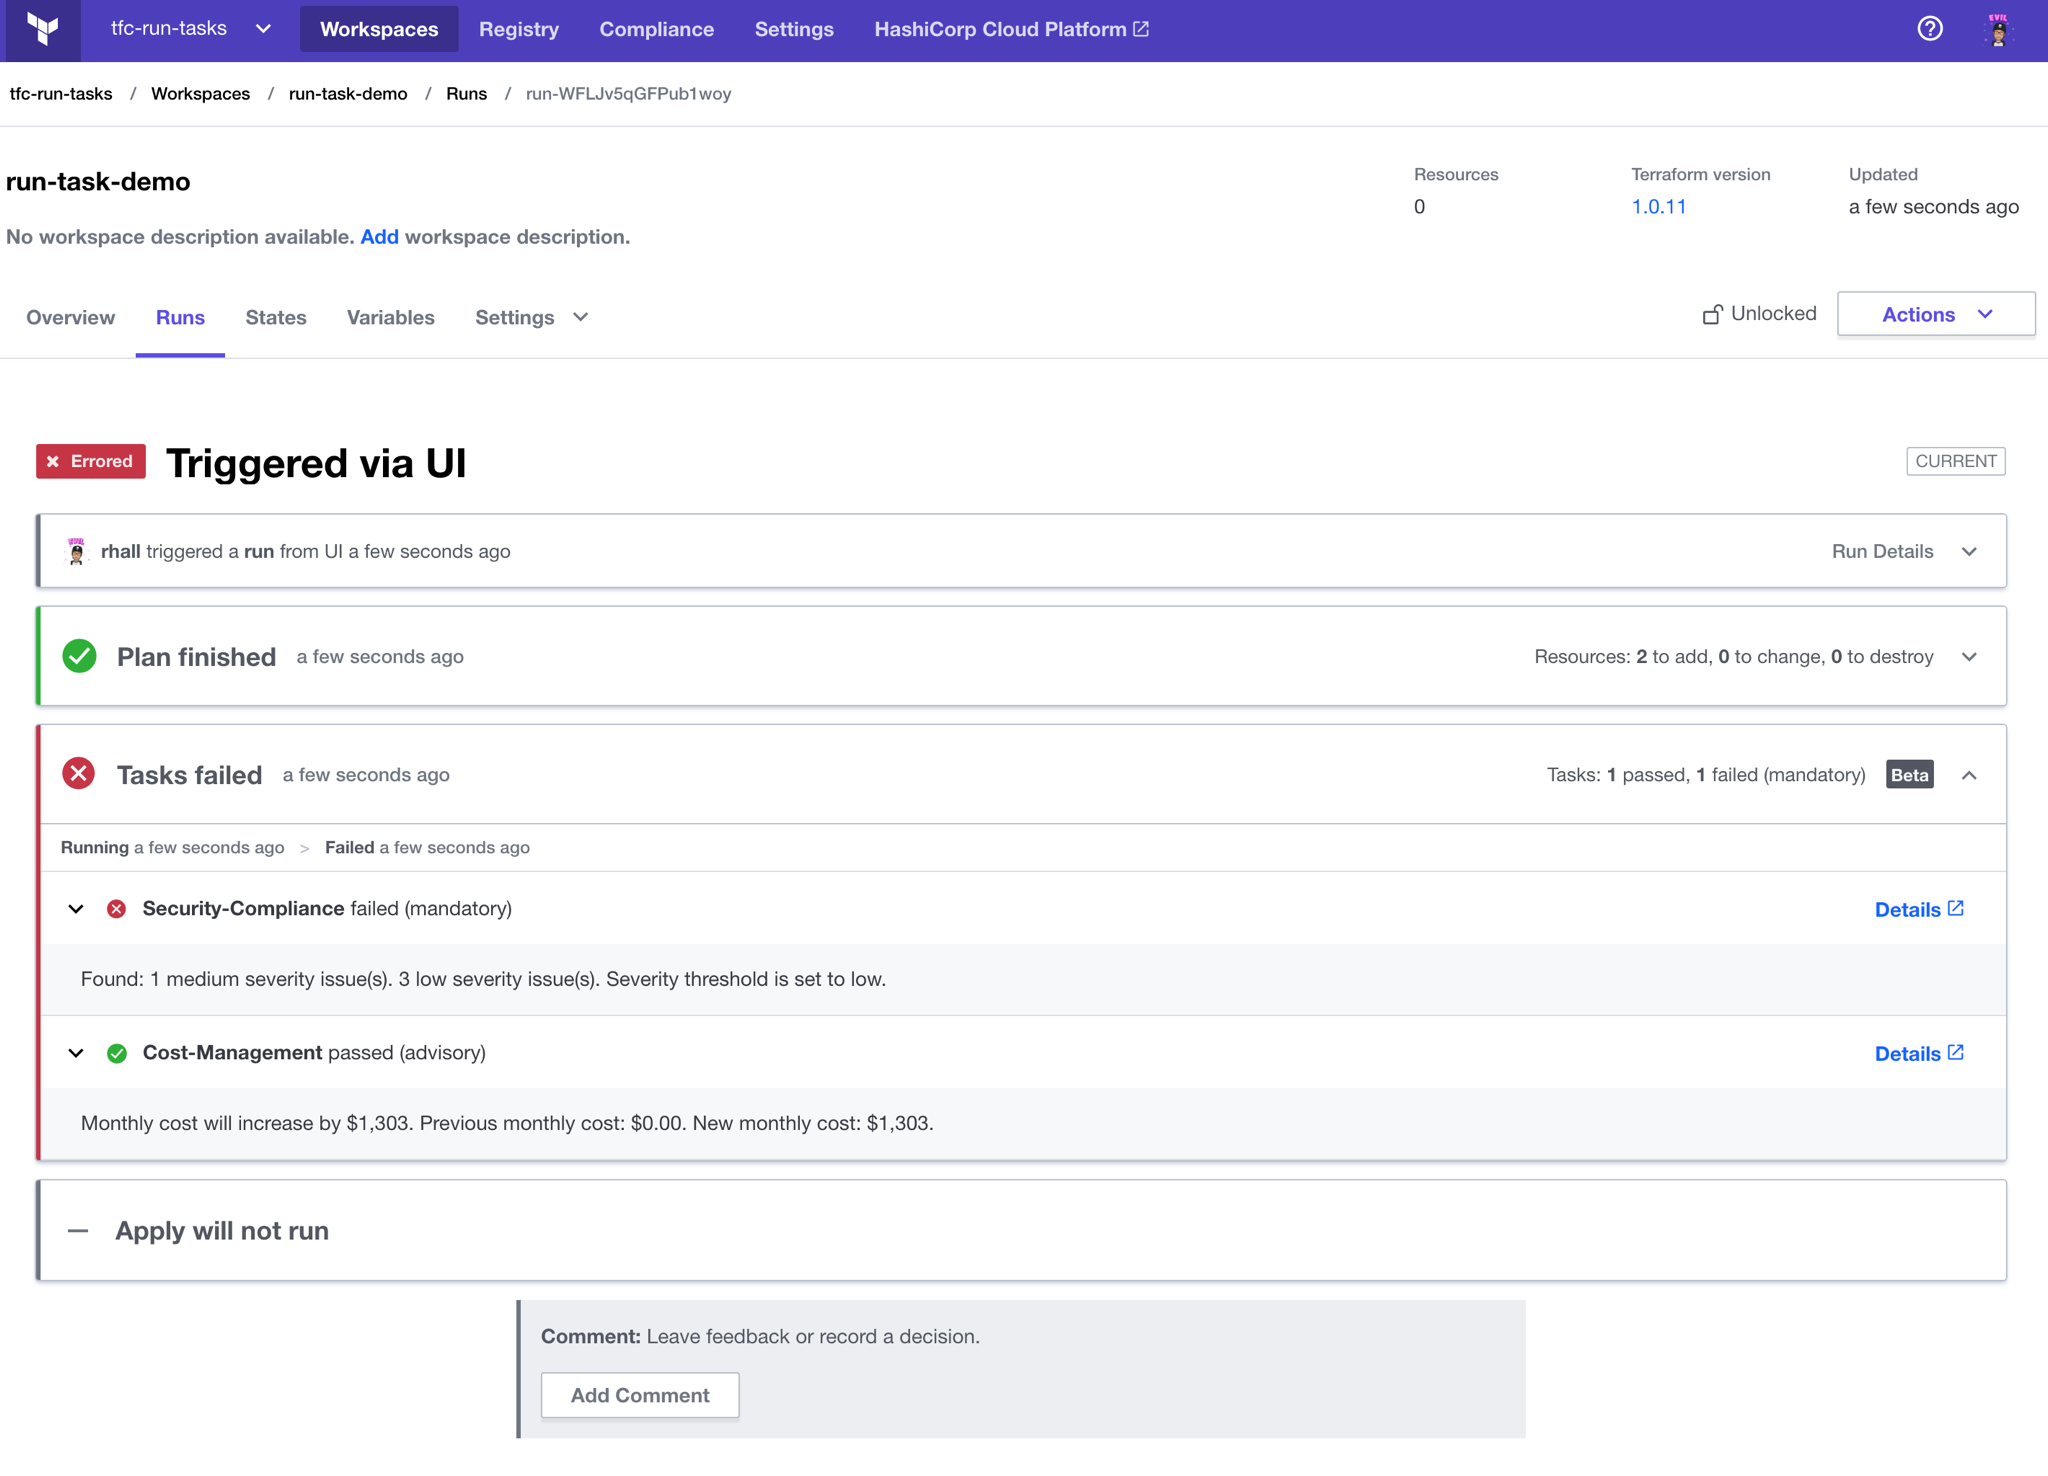 tfc-run-tasks Workspaces Registry Compliance Settings HashiCorp Cloud Platform
tfc-run-tasks / Workspaces / run-task-demo / Runs / run-WFLJv5qGFPub1woy
run-task-demo
No workspace description available. Add workspace description.
Resources
0
Terraform version
1.0.11
Updated
a few seconds ago
Overview Runs States Variables Settings
Unlocked
Actions
Errored
Triggered via UI
CURRENT
rhall triggered a run from UI a few seconds ago
Run Details
Plan finished a few seconds ago
Resources: 2 to add, 0 to change, 0 to destroy
Tasks failed a few seconds ago
Tasks: 1 passed, 1 failed (mandatory) Beta
Running a few seconds ago > Failed a few seconds ago
Security-Compliance failed (mandatory)
Details
Found: 1 medium severity issue(s). 3 low severity issue(s). Severity threshold is set to low.
Cost-Management passed (advisory)
Details
Monthly cost will increase by $1,303. Previous monthly cost: $0.00. New monthly cost: $1,303.
Apply will not run
Comment: Leave feedback or record a decision.
Add Comment